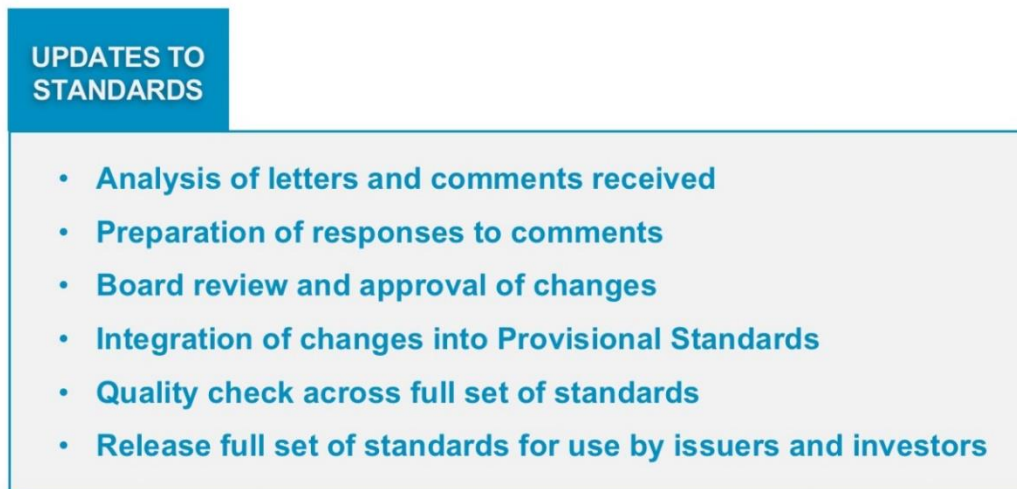 UPDATES TO
STANDARDS
• Analysis of letters and comments received
• Preparation of responses to comments
• Board review and approval of changes
• Integration of changes into Provisional Standards
• Quality check across full set of standards
• Release full set of standards for use by issuers and investors